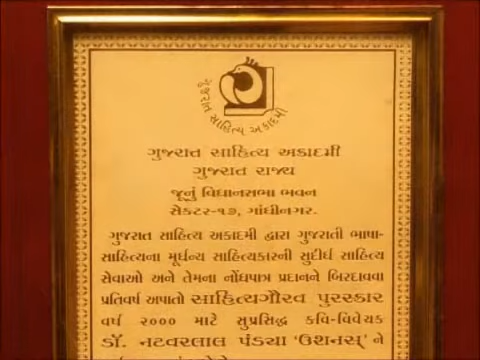 ગુજરાત સાહિત્ય અકાદમી
ગુજરાત સાહિત્ય અકાદમી
ગુજરાત રાજ્ય
જૂનું વિધાનસભા ભવન
સેકટર-૧૭, ગાંધીનગર.
ગુજરાત સાહિત્ય અકાદમી દ્વારા ગુજરાતી ભાષા-
સાહિત્યના મૂર્ધન્ય સાહિત્યકારની સુદીર્ઘ સાહિત્ય
સેવાઓ અને તેમના નોંધપાત્ર પ્રદાનને બિરદાવવા
પ્રતિવર્ષ અપાતો સાહિત્યગૌરવ પુરસ્કાર
વર્ષ ૨૦૦૦ માટે સુપ્રસિદ્ધ કવિ-વિવેચક
ડૉ. નટવરલાલ પંડયા 'ઉશનસ્' ને